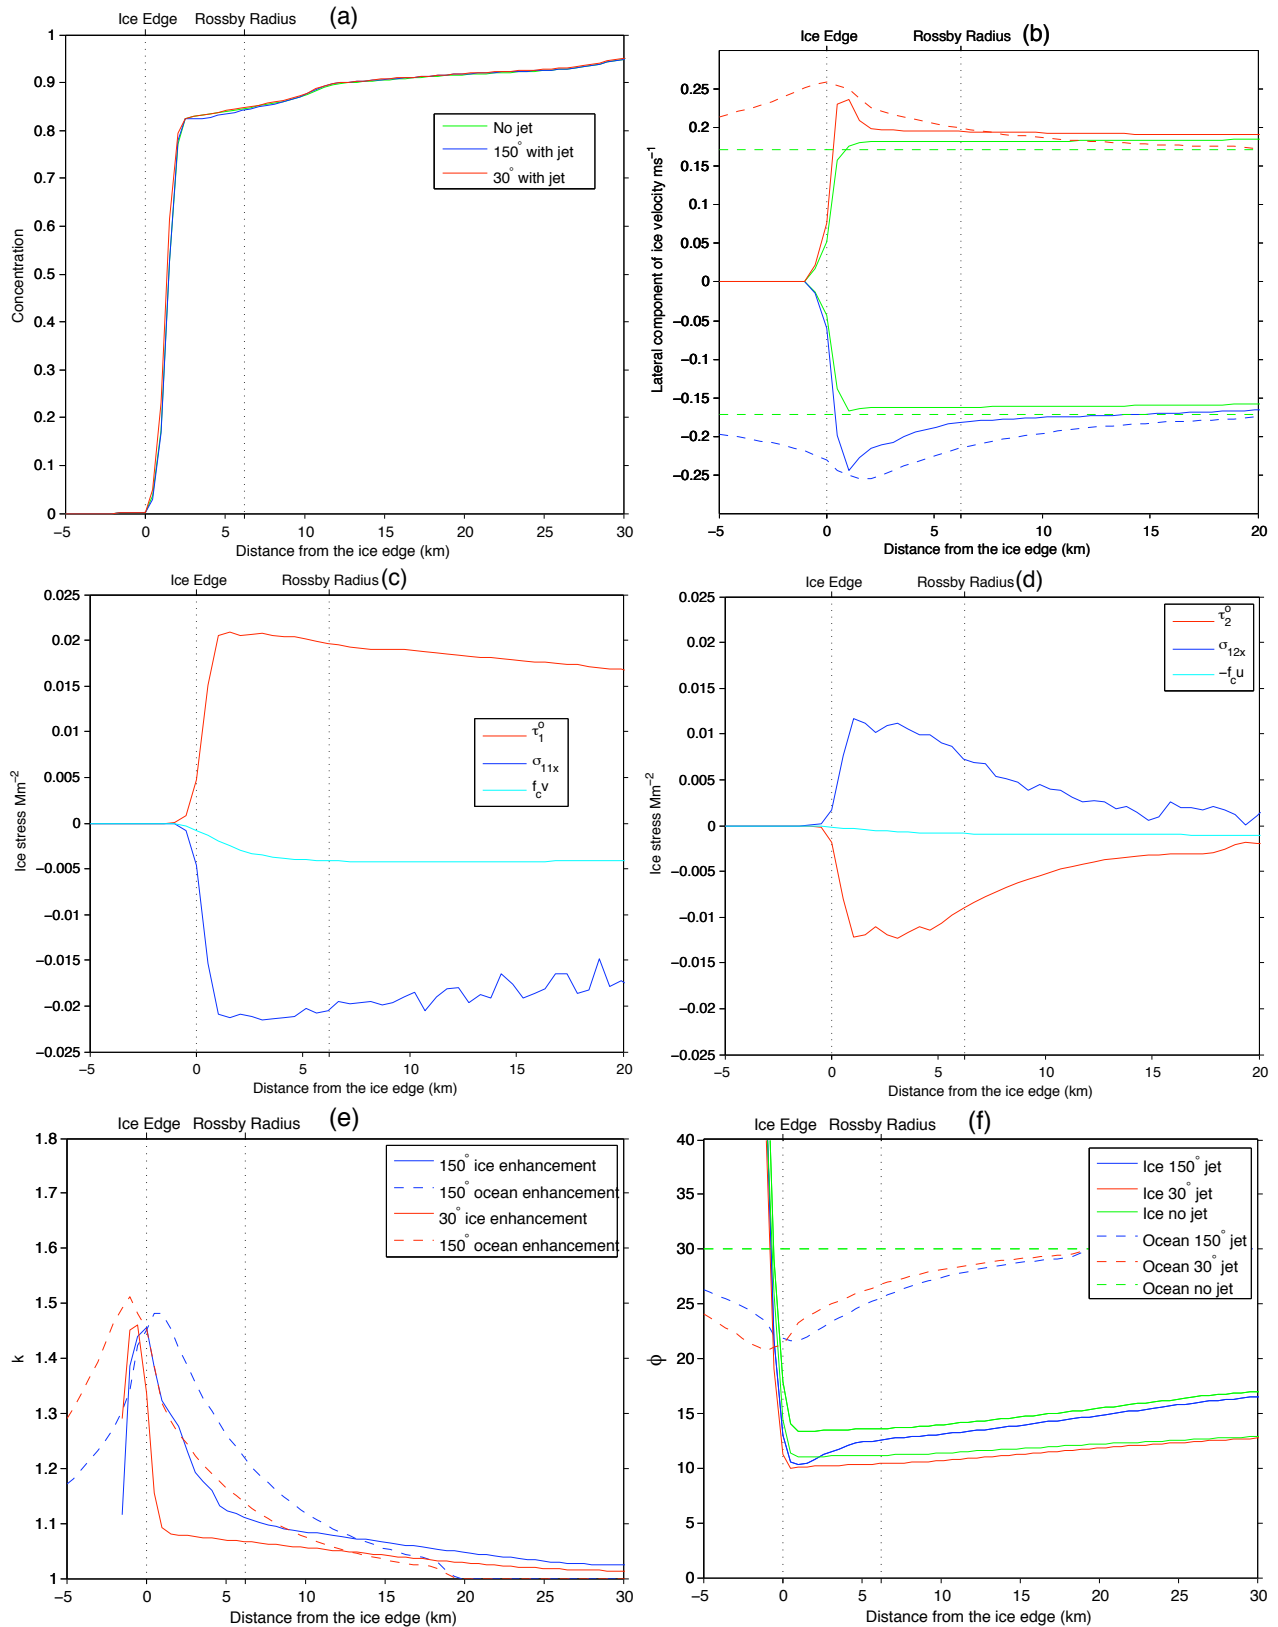 Ice Edge Rossby Radius (a)
1
0.9
0.8
0.7
0.6
0.5
0.4
0.3
0.2
0.1
0
Concentration
No jet
150° with jet
30° with jet
−5 0 5 10 15 20 25 30
Distance from the ice edge (km)
Ice Edge Rossby Radius (b)
0.25
0.2
0.15
0.1
0.05
0
−0.05
−0.1
−0.15
−0.2
−0.25
Lateral component of ice velocity ms−1
−5 0 5 10 15 20
Distance from the ice edge (km)
Ice Edge Rossby Radius (c)
0.025
0.02
0.015
0.01
0.005
0
−0.005
−0.01
−0.015
−0.02
−0.025
Ice stress Mm−2
τ1o
σ11x
fcv
−5 0 5 10 15 20
Distance from the ice edge (km)
Ice Edge Rossby Radius (d)
0.025
0.02
0.015
0.01
0.005
0
−0.005
−0.01
−0.015
−0.02
−0.025
Ice stress Mm−2
τ2o
σ12x
−fcu
−5 0 5 10 15 20
Distance from the ice edge (km)
Ice Edge Rossby Radius (e)
1.8
1.7
1.6
1.5
1.4
1.3
1.2
1.1
1
k
150° ice enhancement
150° ocean enhancement
30° ice enhancement
150° ocean enhancement
−5 0 5 10 15 20 25 30
Distance from the ice edge (km)
Ice Edge Rossby Radius (f)
40
35
30
25
20
15
10
5
0
ϕ
Ice 150° jet
Ice 30° jet
Ice no jet
Ocean 150° jet
Ocean 30° jet
Ocean no jet
−5 0 5 10 15 20 25 30
Distance from the ice edge (km)